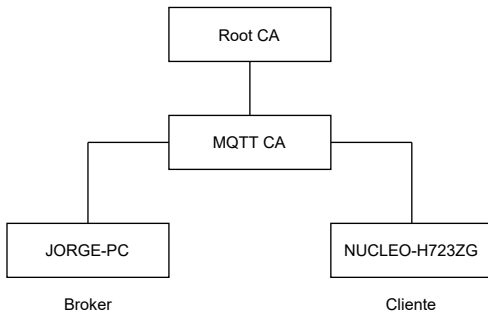 Root CA
MQTT CA
JORGE-PC
NUCLEO-H723ZG
Broker
Cliente